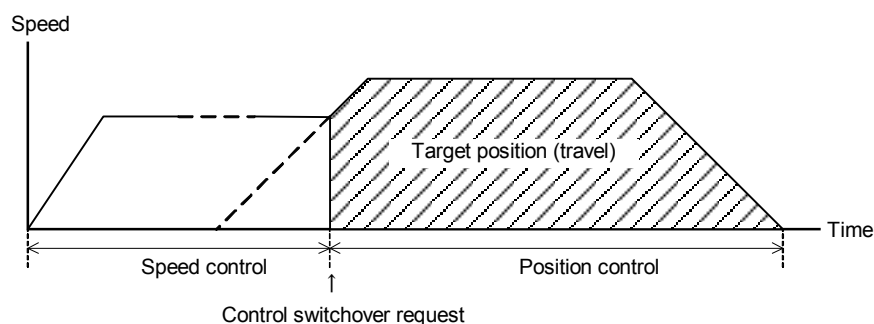 Speed
Target position (travel)
Time
Speed control
Position control
↑
Control switchover request